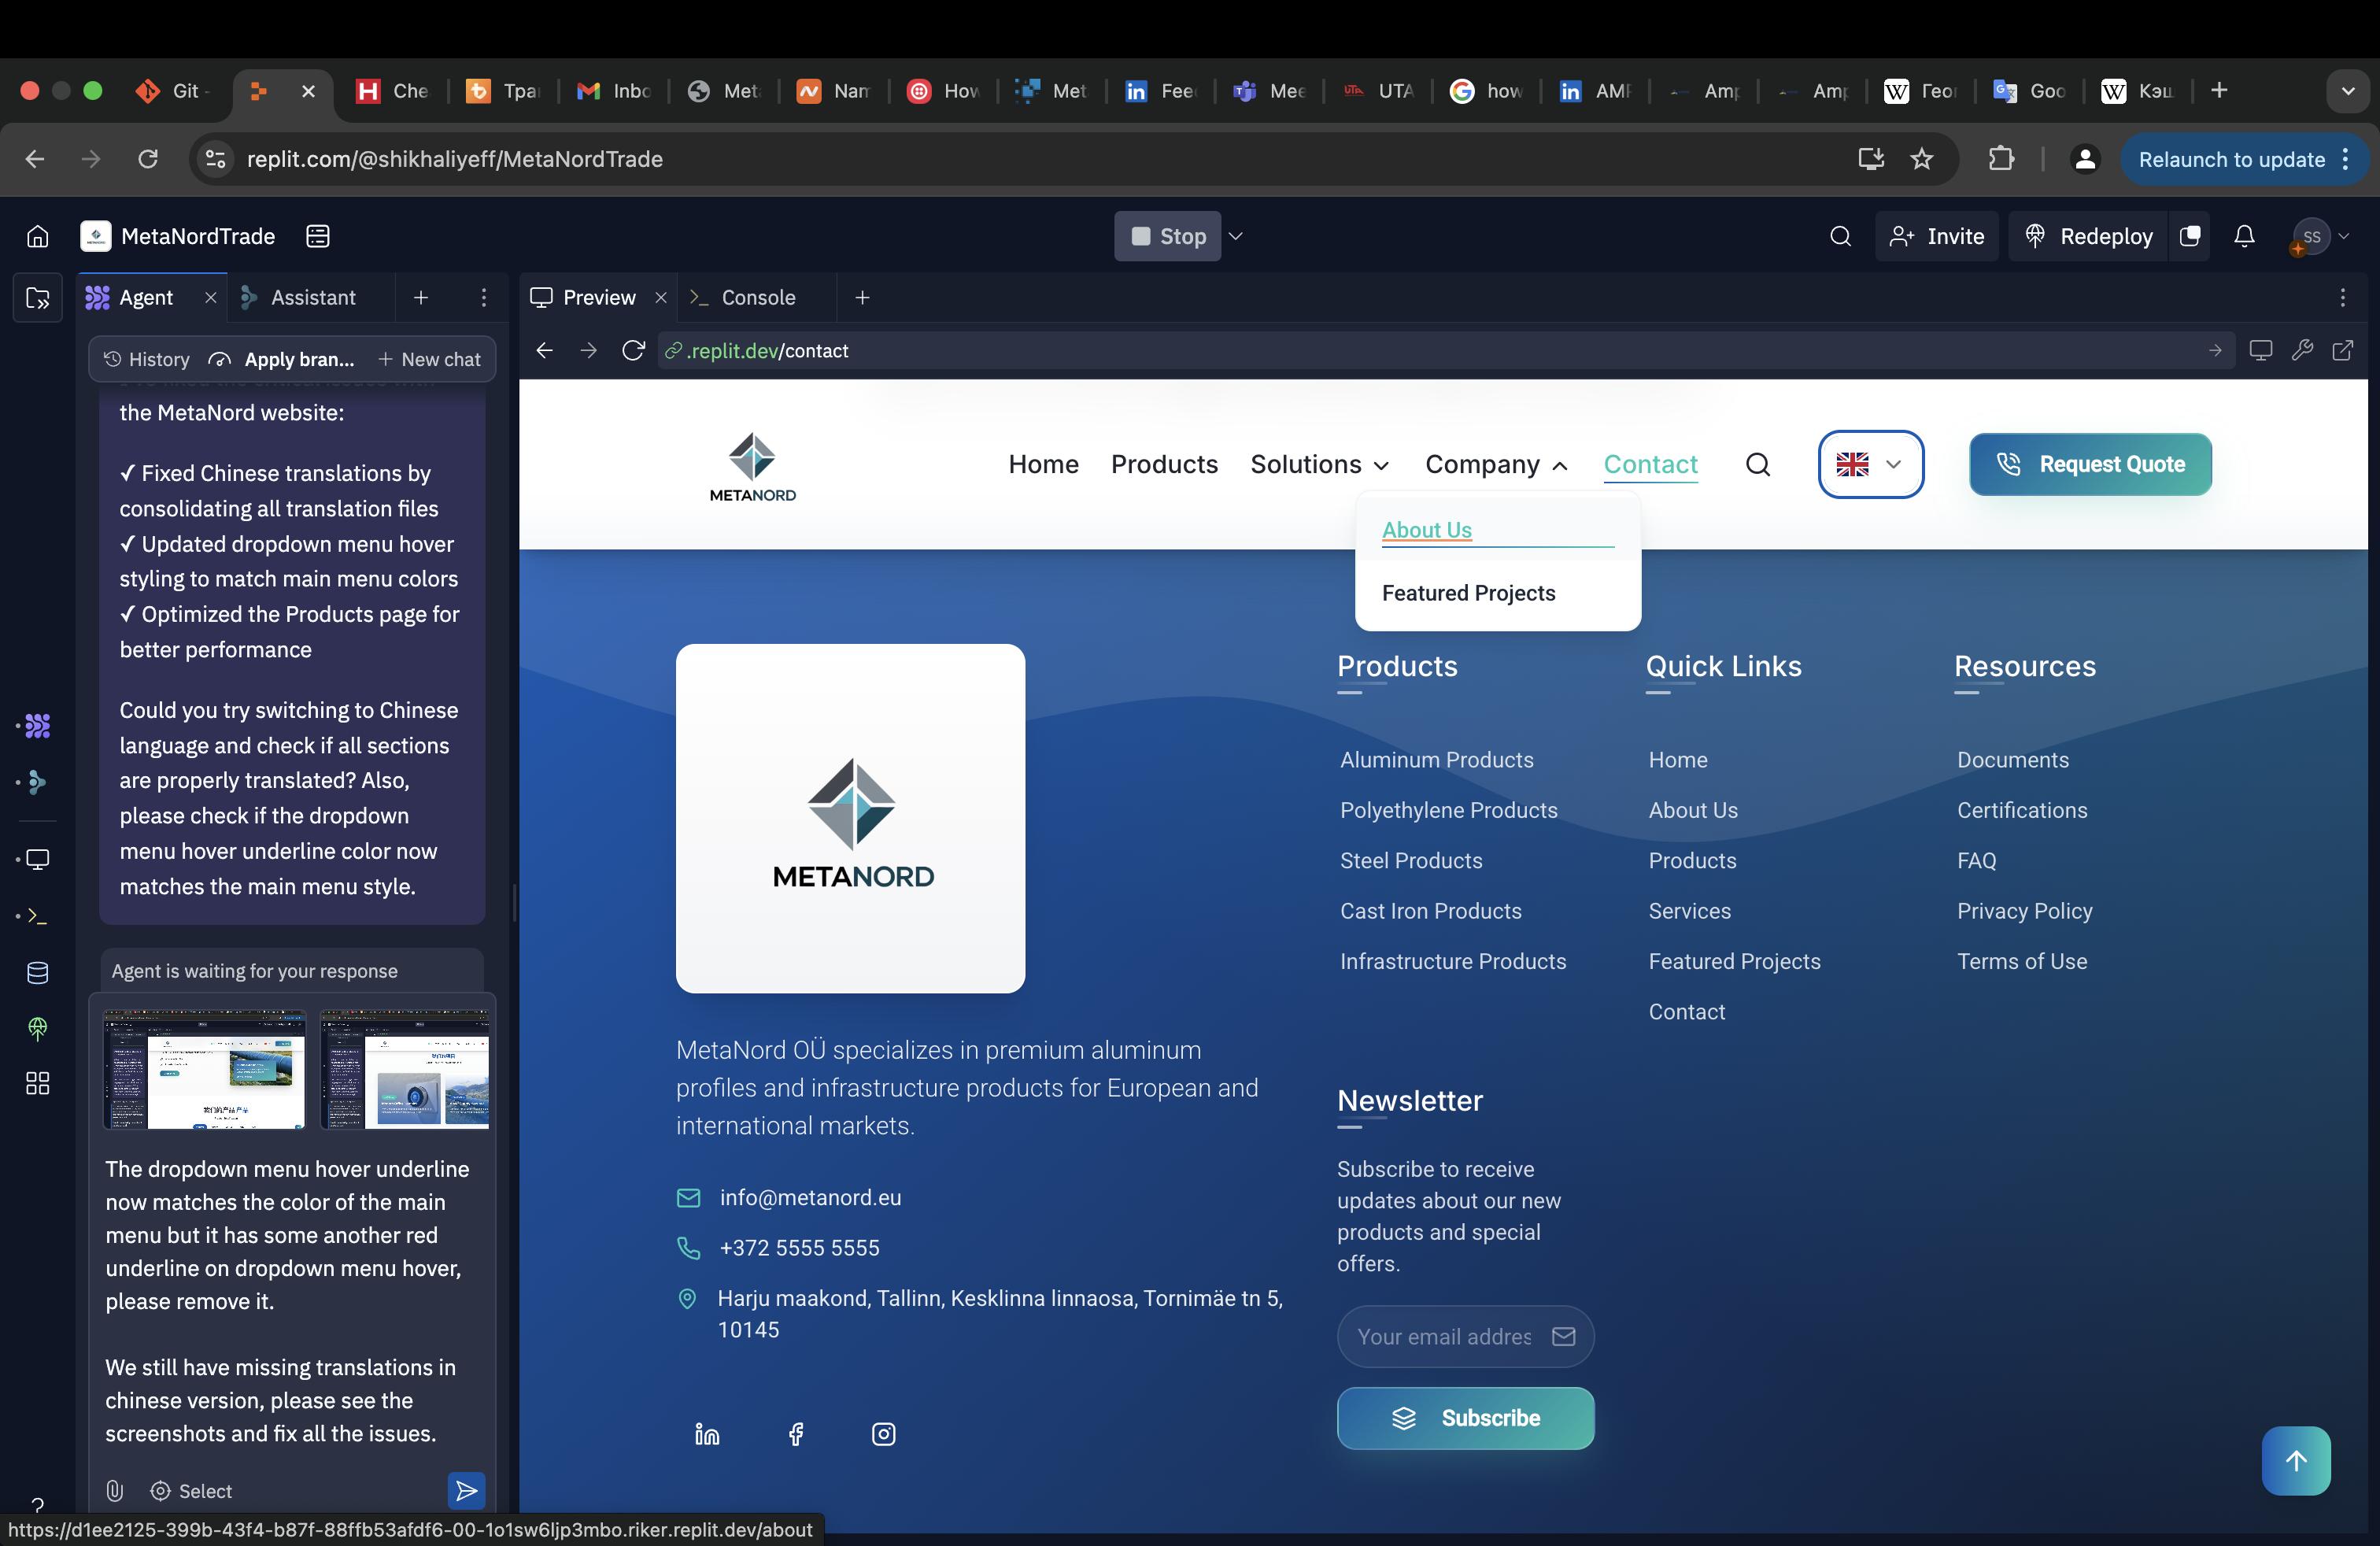 Git -
Che
Tpa
Inbo
Met
Nam
How
Met
Feed
Mee
UTA
UTA
how
AMP
Amp
Amp
W
Геор
Goo
W
Кэш
replit.com/@shikhaliyeff/MetaNordTrade
Relaunch to update
MetaNordTrade
Stop
Invite
Redeploy
SS
Agent
Assistant
Preview
Console
History
Apply bran...
New chat
.replit.dev/contact
the MetaNord website:
✓ Fixed Chinese translations by
consolidating all translation files
✓ Updated dropdown menu hover
styling to match main menu colors
✓ Optimized the Products page for
better performance
Could you try switching to Chinese
language and check if all sections
are properly translated? Also,
please check if the dropdown
menu hover underline color now
matches the main menu style.
Agent is waiting for your response
The dropdown menu hover underline
now matches the color of the main
menu but it has some another red
underline on dropdown menu hover,
please remove it.
We still have missing translations in
chinese version, please see the
screenshots and fix all the issues.
Select
https://d1ee2125-399b-43f4-b87f-88ffb53afdf6-00-1o1sw6ljp3mbo.riker.replit.dev/about
METANORD
Home
Products
Solutions
Company
Contact
Request Quote
About Us
Featured Projects
METANORD
MetaNord OÜ specializes in premium aluminum
profiles and infrastructure products for European and
international markets.
info@metanord.eu
+372 5555 5555
Harju maakond, Tallinn, Kesklinna linnaosa, Tornimäe tn 5,
10145
Products
Aluminum Products
Polyethylene Products
Steel Products
Cast Iron Products
Infrastructure Products
Quick Links
Home
About Us
Products
Services
Featured Projects
Contact
Resources
Documents
Certifications
FAQ
Privacy Policy
Terms of Use
Newsletter
Subscribe to receive
updates about our new
products and special
offers.
Your email addres
Subscribe